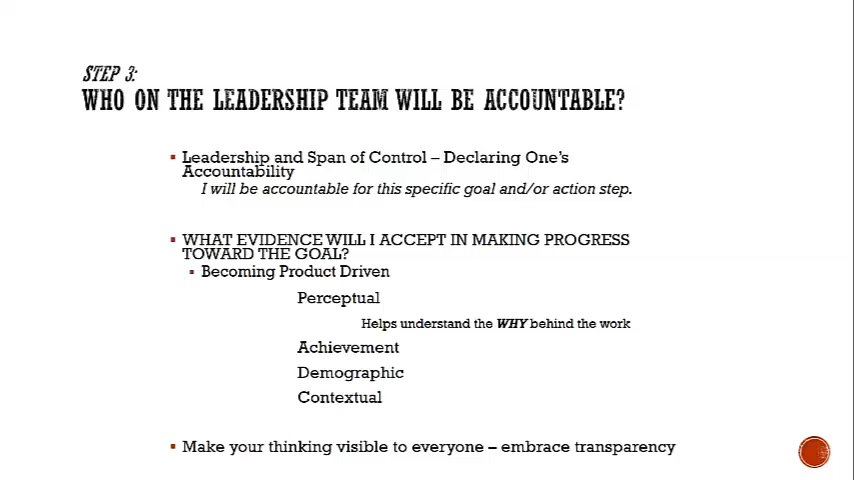 STEP 3:
WHO ON THE LEADERSHIP TEAM WILL BE ACCOUNTABLE?
▪ Leadership and Span of Control – Declaring One's
Accountability
I will be accountable for this specific goal and/or action step.
▪ WHAT EVIDENCE WILL I ACCEPT IN MAKING PROGRESS
TOWARD THE GOAL?
▪ Becoming Product Driven
Perceptual
Helps understand the WHY behind the work
Achievement
Demographic
Contextual
▪ Make your thinking visible to everyone – embrace transparency